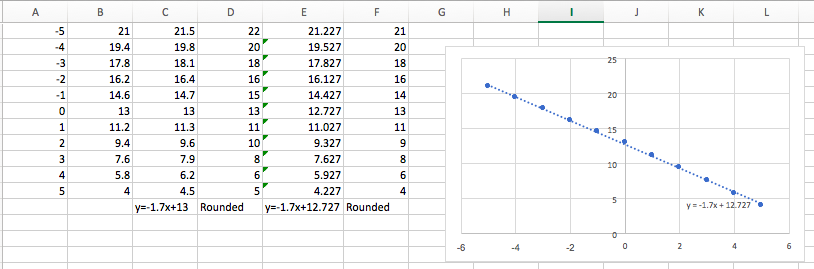 A B C D E F G H I J K L
-5 21 21.5 22 21.227 21
-4 19.4 19.8 20 19.527 20
-3 17.8 18.1 18 17.827 18
-2 16.2 16.4 16 16.127 16
-1 14.6 14.7 15 14.427 14
0 13 13 13 12.727 13
1 11.2 11.3 11 11.027 11
2 9.4 9.6 10 9.327 9
3 7.6 7.9 8 7.627 8
4 5.8 6.2 6 5.927 6
5 4 4.5 5 4.227 4
y=-1.7x+13 Rounded y=-1.7x+12.727 Rounded
25
20
15
10
5
0
y = -1.7x + 12.727
-6 -4 -2 0 2 4 6